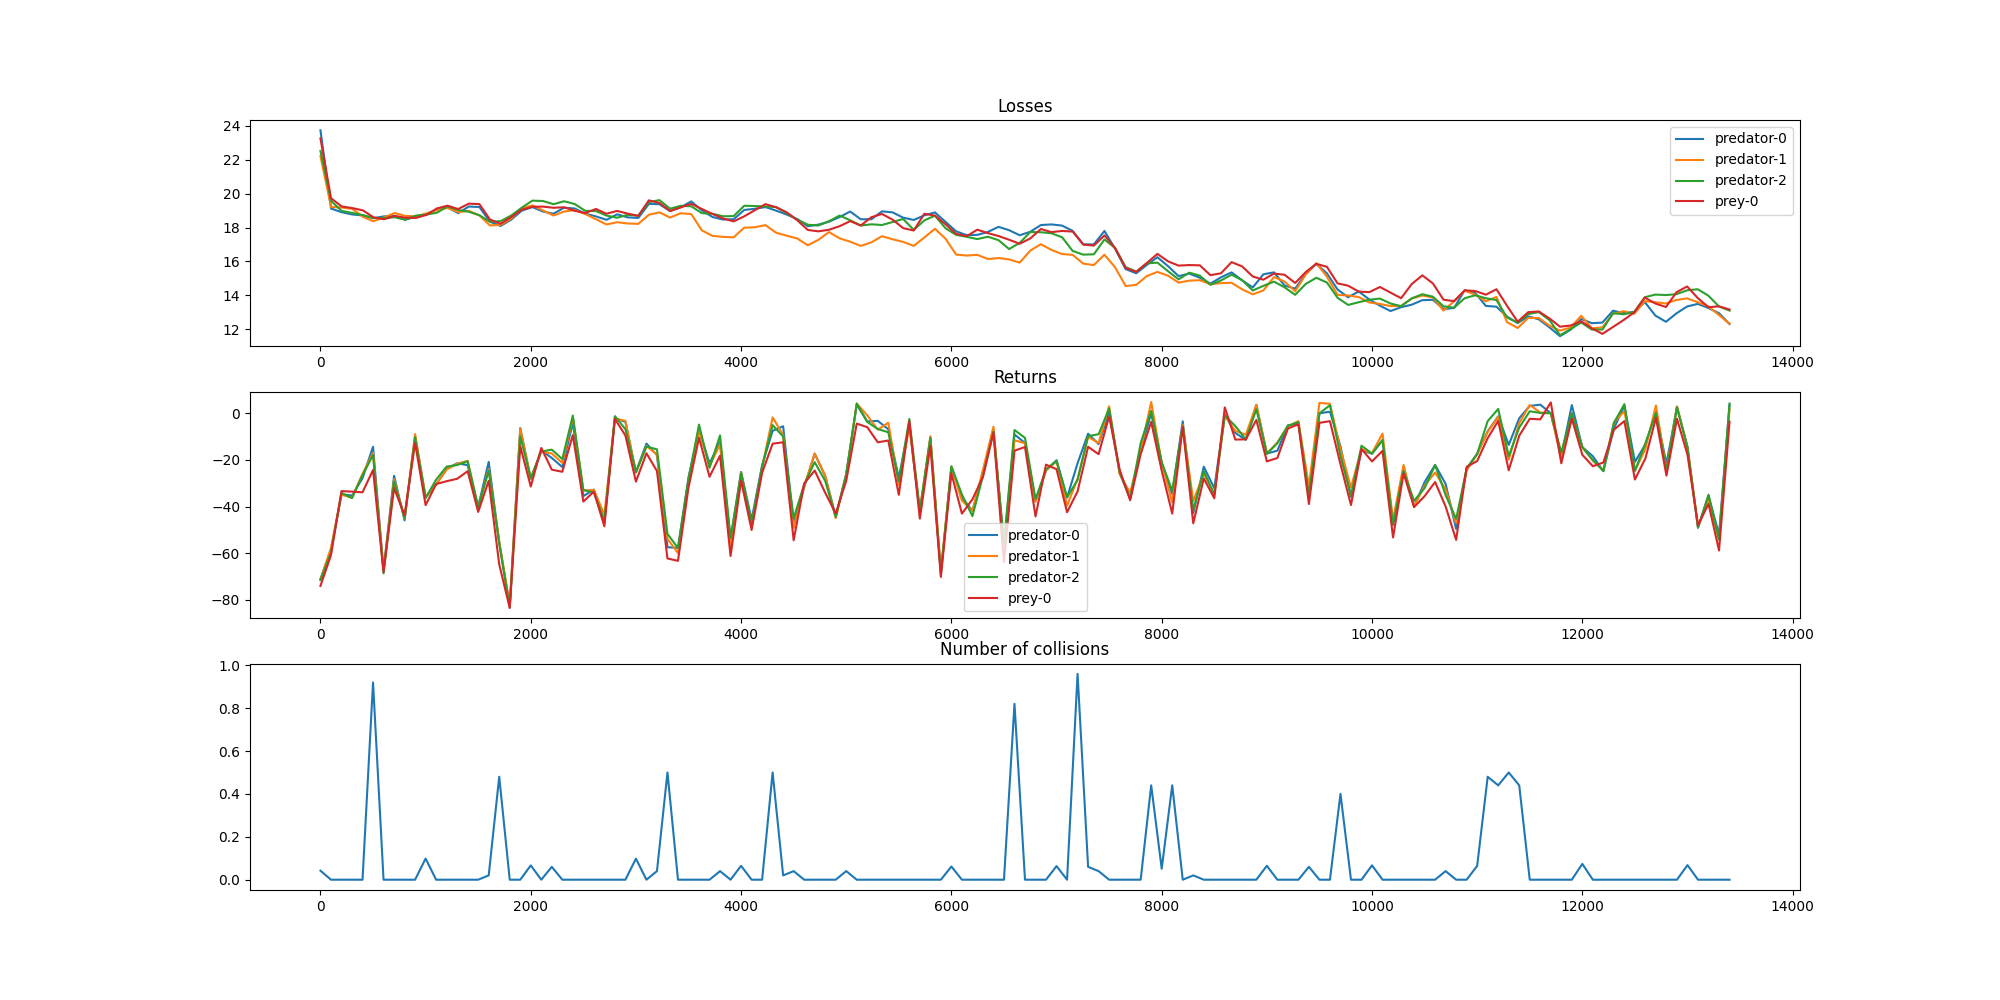 Losses
24
22
20
18
16
14
12
predator-0
predator-1
predator-2
prey-0
0 2000 4000 6000 8000 10000 12000 14000
Returns
0
−20
−40
−60
−80
predator-0
predator-1
predator-2
prey-0
0 2000 4000 6000 8000 10000 12000 14000
Number of collisions
1.0
0.8
0.6
0.4
0.2
0.0
0 2000 4000 6000 8000 10000 12000 14000